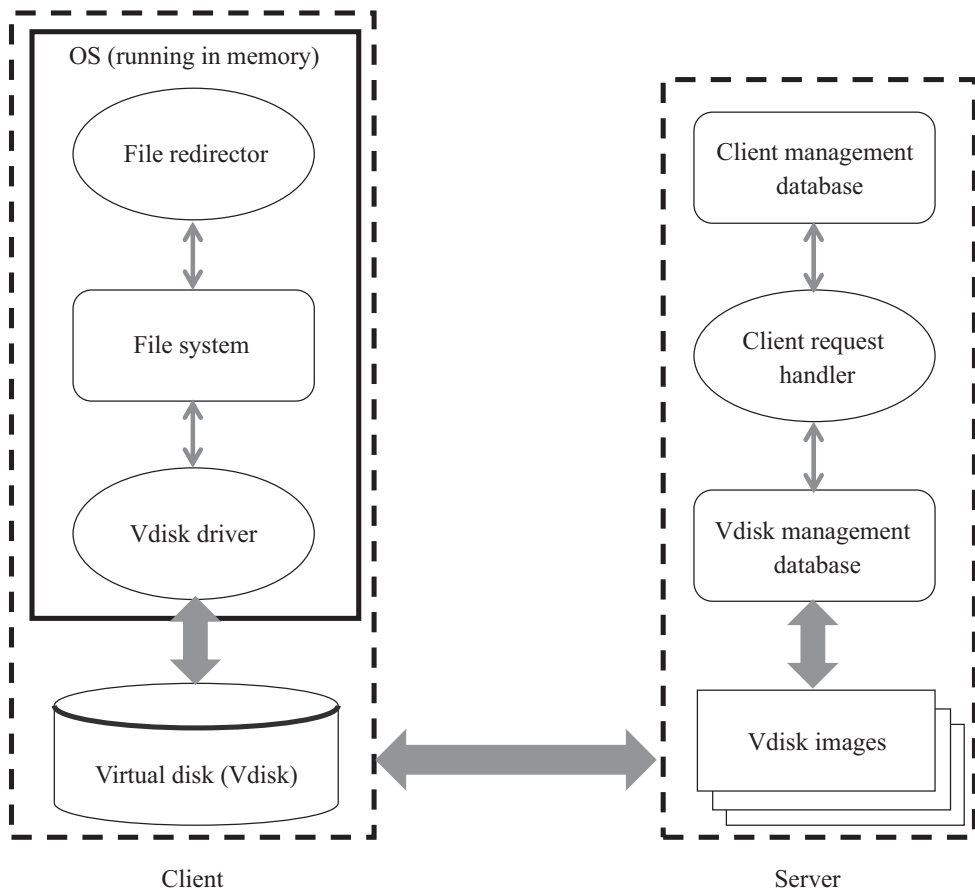 OS (running in memory)
File redirector
File system
Vdisk driver
Virtual disk (Vdisk)
Client
Client management
database
Client request
handler
Vdisk management
database
Vdisk images
Server